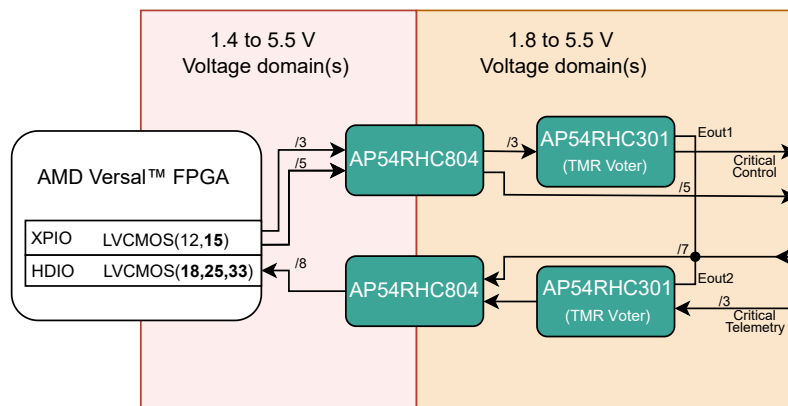 1.4 to 5.5 V
Voltage domain(s)
1.8 to 5.5 V
Voltage domain(s)
AMD Versal™ FPGA
XPIO LVCMOS(12,15)
HDIO LVCMOS(18,25,33)
/3
/5
/8
AP54RHC804
/3
AP54RHC301
(TMR Voter)
Eout1
Critical
Control
/5
AP54RHC804
/7
AP54RHC301
(TMR Voter)
Eout2
/3
Critical
Telemetry